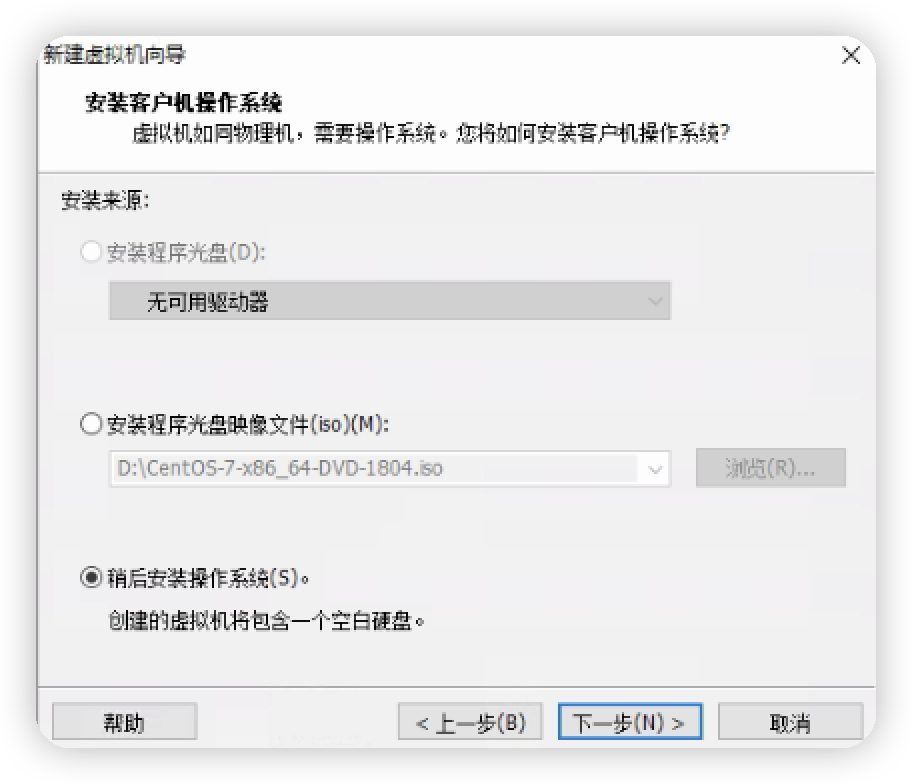 新建虚拟机向导
安装客户机操作系统
虚拟机如同物理机，需要操作系统。您将如何安装客户机操作系统?
安装来源:
安装程序光盘(D):
无可用驱动器
安装程序光盘映像文件(iso)(M):
D:\CentOS-7-x86_64-DVD-1804.iso
浏览(R)...
稍后安装操作系统(S)。
创建的虚拟机将包含一个空白硬盘。
帮助
< 上一步(B)
下一步(N) >
取消